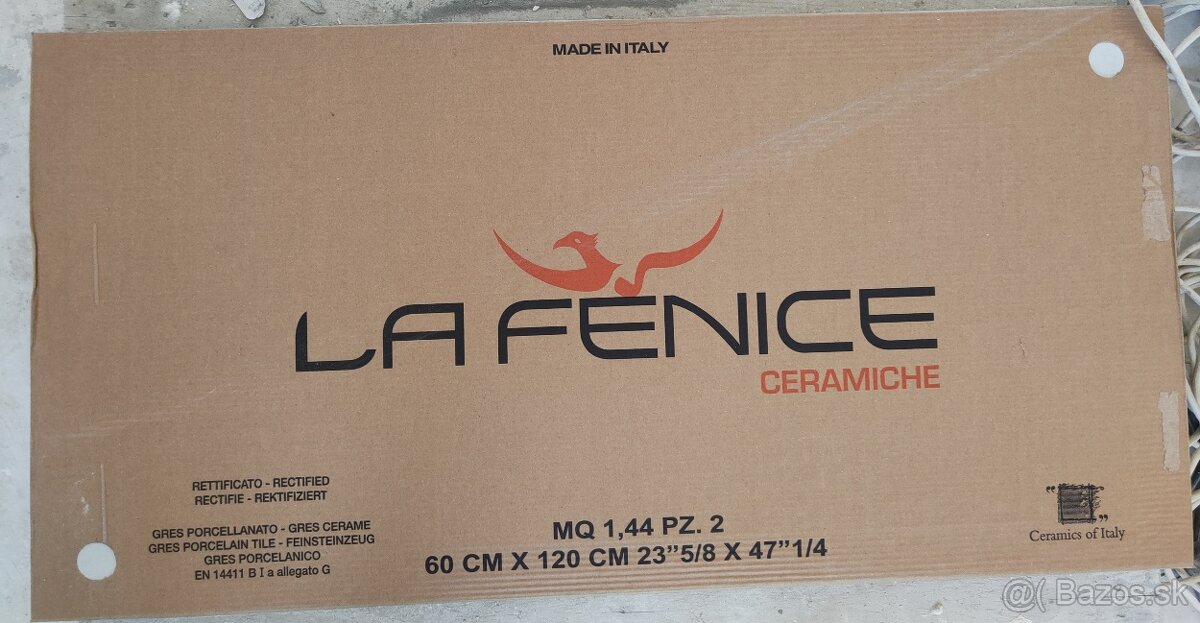 MADE IN ITALY
LA FENICE
CERAMICHE
RETTIFICATO - RECTIFIED
RECTIFIE - REKTIFIZIERT
GRES PORCELLANATO - GRES CERAME
GRES PORCELAIN TILE - FEINSTEINZEUG
GRES PORCELANICO
EN 14411 B I a allegato G
MQ 1,44 PZ. 2
60 CM X 120 CM 23”5/8 X 47”1/4
Ceramics of Italy
@( Bazos.sk